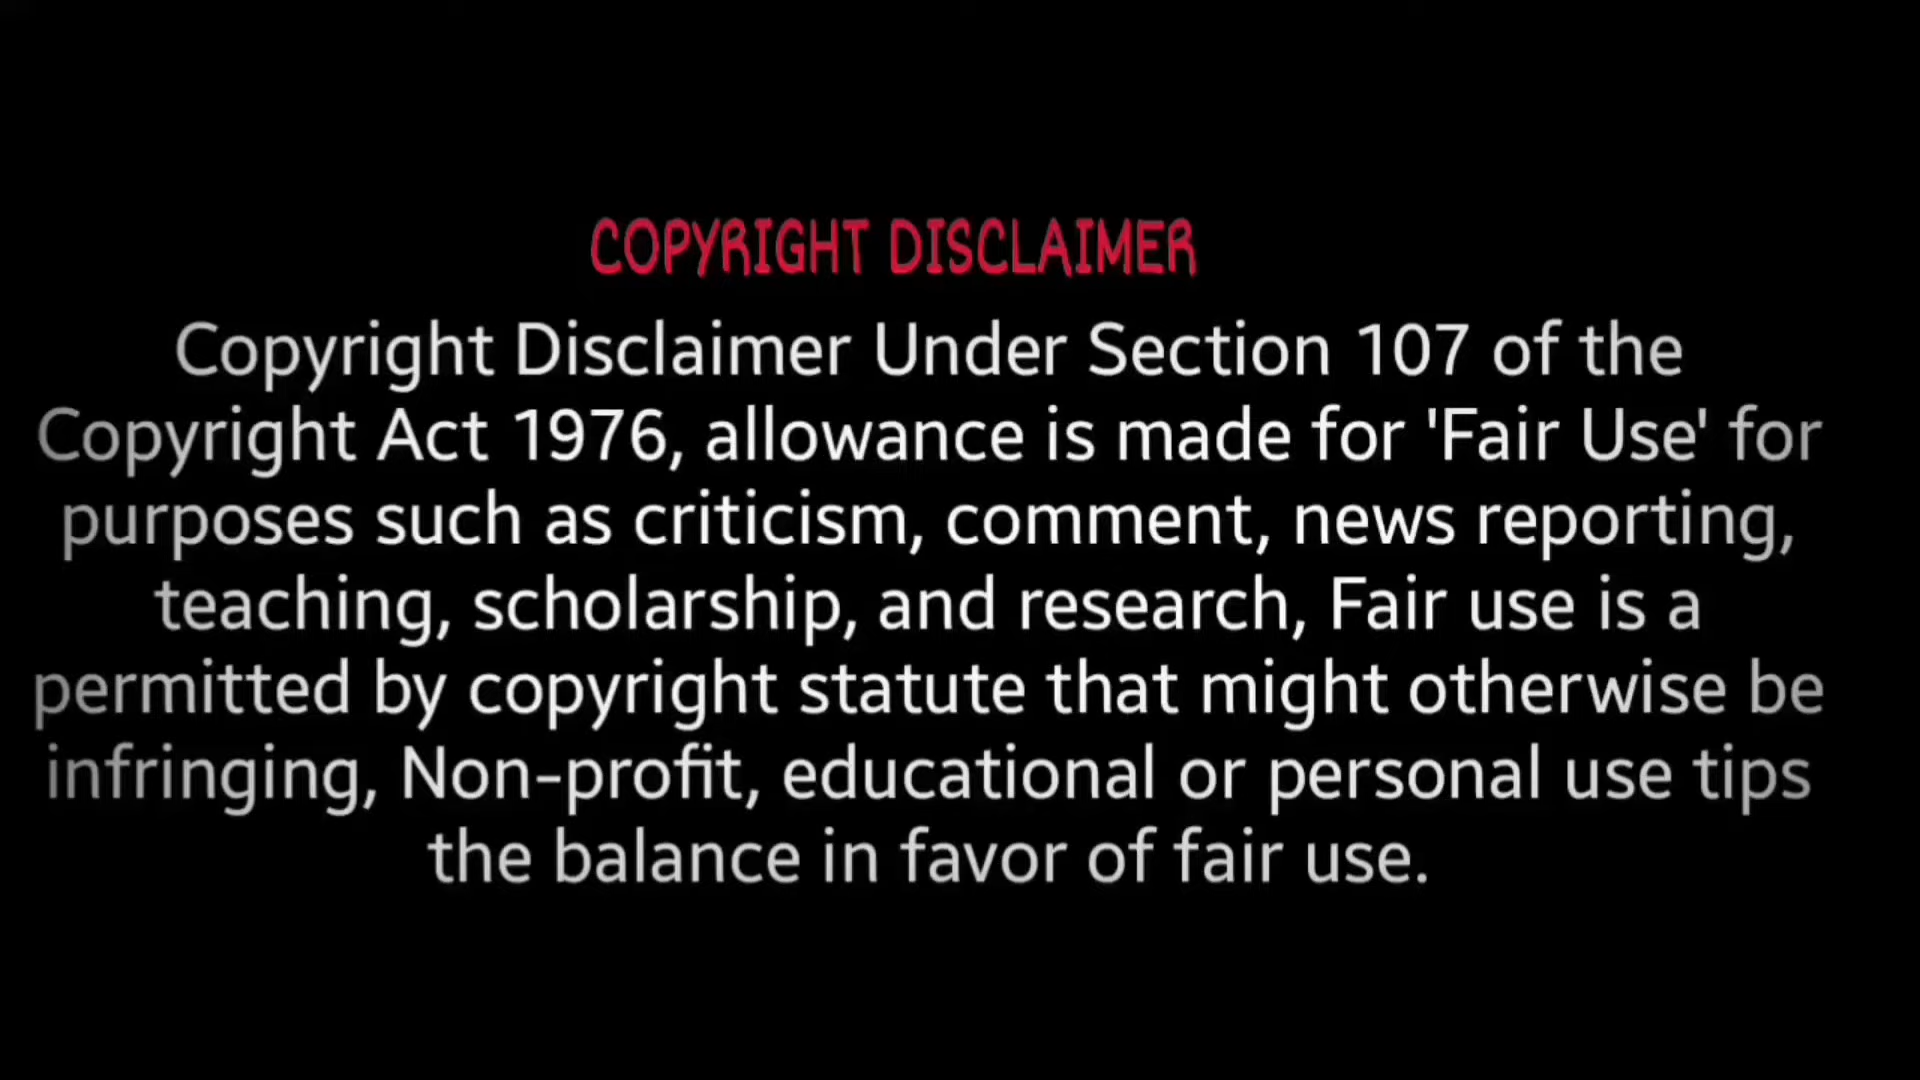 COPYRIGHT DISCLAIMER
Copyright Disclaimer Under Section 107 of the
Copyright Act 1976, allowance is made for 'Fair Use' for
purposes such as criticism, comment, news reporting,
teaching, scholarship, and research, Fair use is a
permitted by copyright statute that might otherwise be
infringing, Non-profit, educational or personal use tips
the balance in favor of fair use.